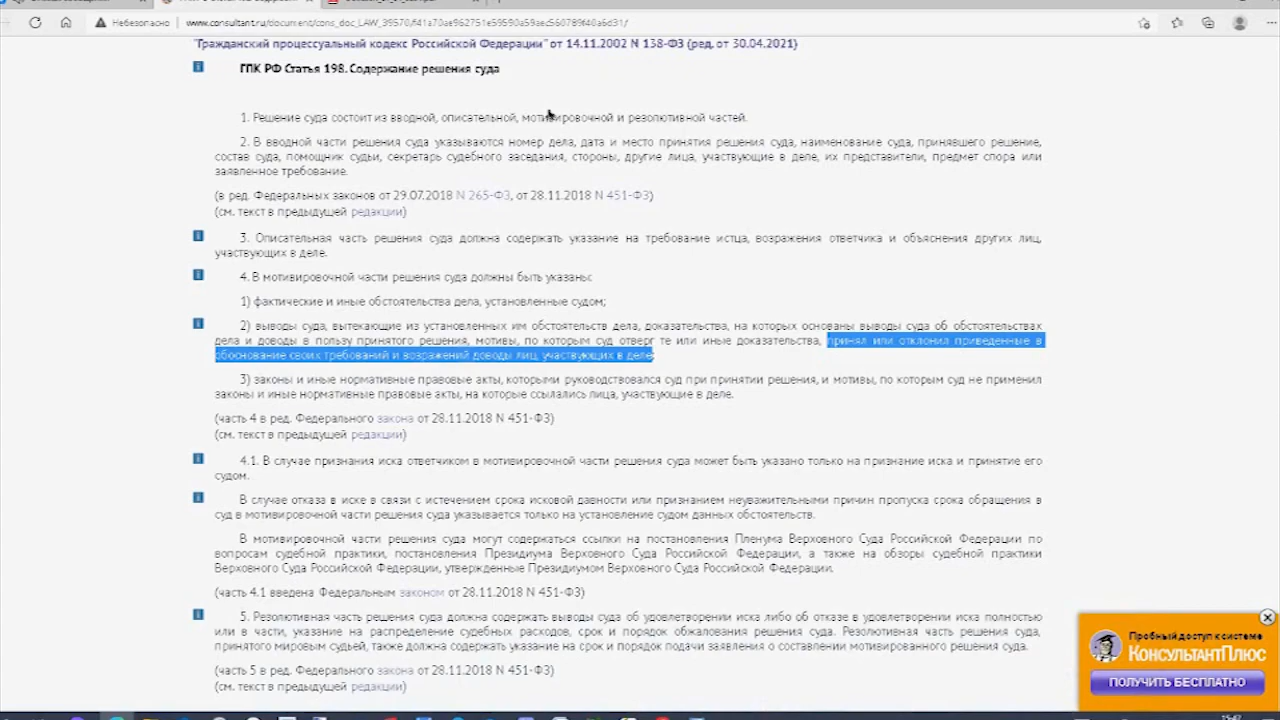 Небезопасно
www.consultant.ru/document/cons_doc_LAW_39570/f41a70ae962751e59590a59aec560789f40a6d31/
"Гражданский процессуальный кодекс Российской Федерации" от 14.11.2002 N 138-ФЗ (ред. от 30.04.2021)
ГПК РФ Статья 198. Содержание решения суда
1. Решение суда состоит из вводной, описательной, мотивировочной и резолютивной частей.
2. В вводной части решения суда указываются номер дела, дата и место принятия решения суда, наименование суда, принявшего решение,
состав суда, помощник судьи, секретарь судебного заседания, стороны, другие лица, участвующие в деле, их представители, предмет спора или
заявленное требование.
(в ред. Федеральных законов от 29.07.2018 N 265-ФЗ, от 28.11.2018 N 451-ФЗ)
(см. текст в предыдущей редакции)
3. Описательная часть решения суда должна содержать указание на требование истца, возражения ответчика и объяснения других лиц,
участвующих в деле.
4. В мотивировочной части решения суда должны быть указаны:
1) фактические и иные обстоятельства дела, установленные судом;
2) выводы суда, вытекающие из установленных им обстоятельств дела, доказательства, на которых основаны выводы суда об обстоятельствах
дела и доводы в пользу принятого решения, мотивы, по которым суд отверг те или иные доказательства, принял или отклонил приведенные в
обоснование своих требований и возражений доводы лиц, участвующих в деле;
3) законы и иные нормативные правовые акты, которыми руководствовался суд при принятии решения, и мотивы, по которым суд не применил
законы и иные нормативные правовые акты, на которые ссылались лица, участвующие в деле.
(часть 4 в ред. Федерального закона от 28.11.2018 N 451-ФЗ)
(см. текст в предыдущей редакции)
4.1. В случае признания иска ответчиком в мотивировочной части решения суда может быть указано только на признание иска и принятие его
судом.
В случае отказа в иске в связи с истечением срока исковой давности или признанием неуважительными причин пропуска срока обращения в
суд в мотивировочной части решения суда указывается только на установление судом данных обстоятельств.
В мотивировочной части решения суда могут содержаться ссылки на постановления Пленума Верховного Суда Российской Федерации по
вопросам судебной практики, постановления Президиума Верховного Суда Российской Федерации, а также на обзоры судебной практики
Верховного Суда Российской Федерации, утвержденные Президиумом Верховного Суда Российской Федерации.
(часть 4.1 введена Федеральным законом от 28.11.2018 N 451-ФЗ)
5. Резолютивная часть решения суда должна содержать выводы суда об удовлетворении иска либо об отказе в удовлетворении иска полностью
или в части, указание на распределение судебных расходов, срок и порядок обжалования решения суда. Резолютивная часть решения суда,
принятого мировым судьей, также должна содержать указание на срок и порядок подачи заявления о составлении мотивированного решения суда.
(часть 5 в ред. Федерального закона от 28.11.2018 N 451-ФЗ)
(см. текст в предыдущей редакции)
Пробный доступ к системе
КонсультантПлюс
ПОЛУЧИТЬ БЕСПЛАТНО